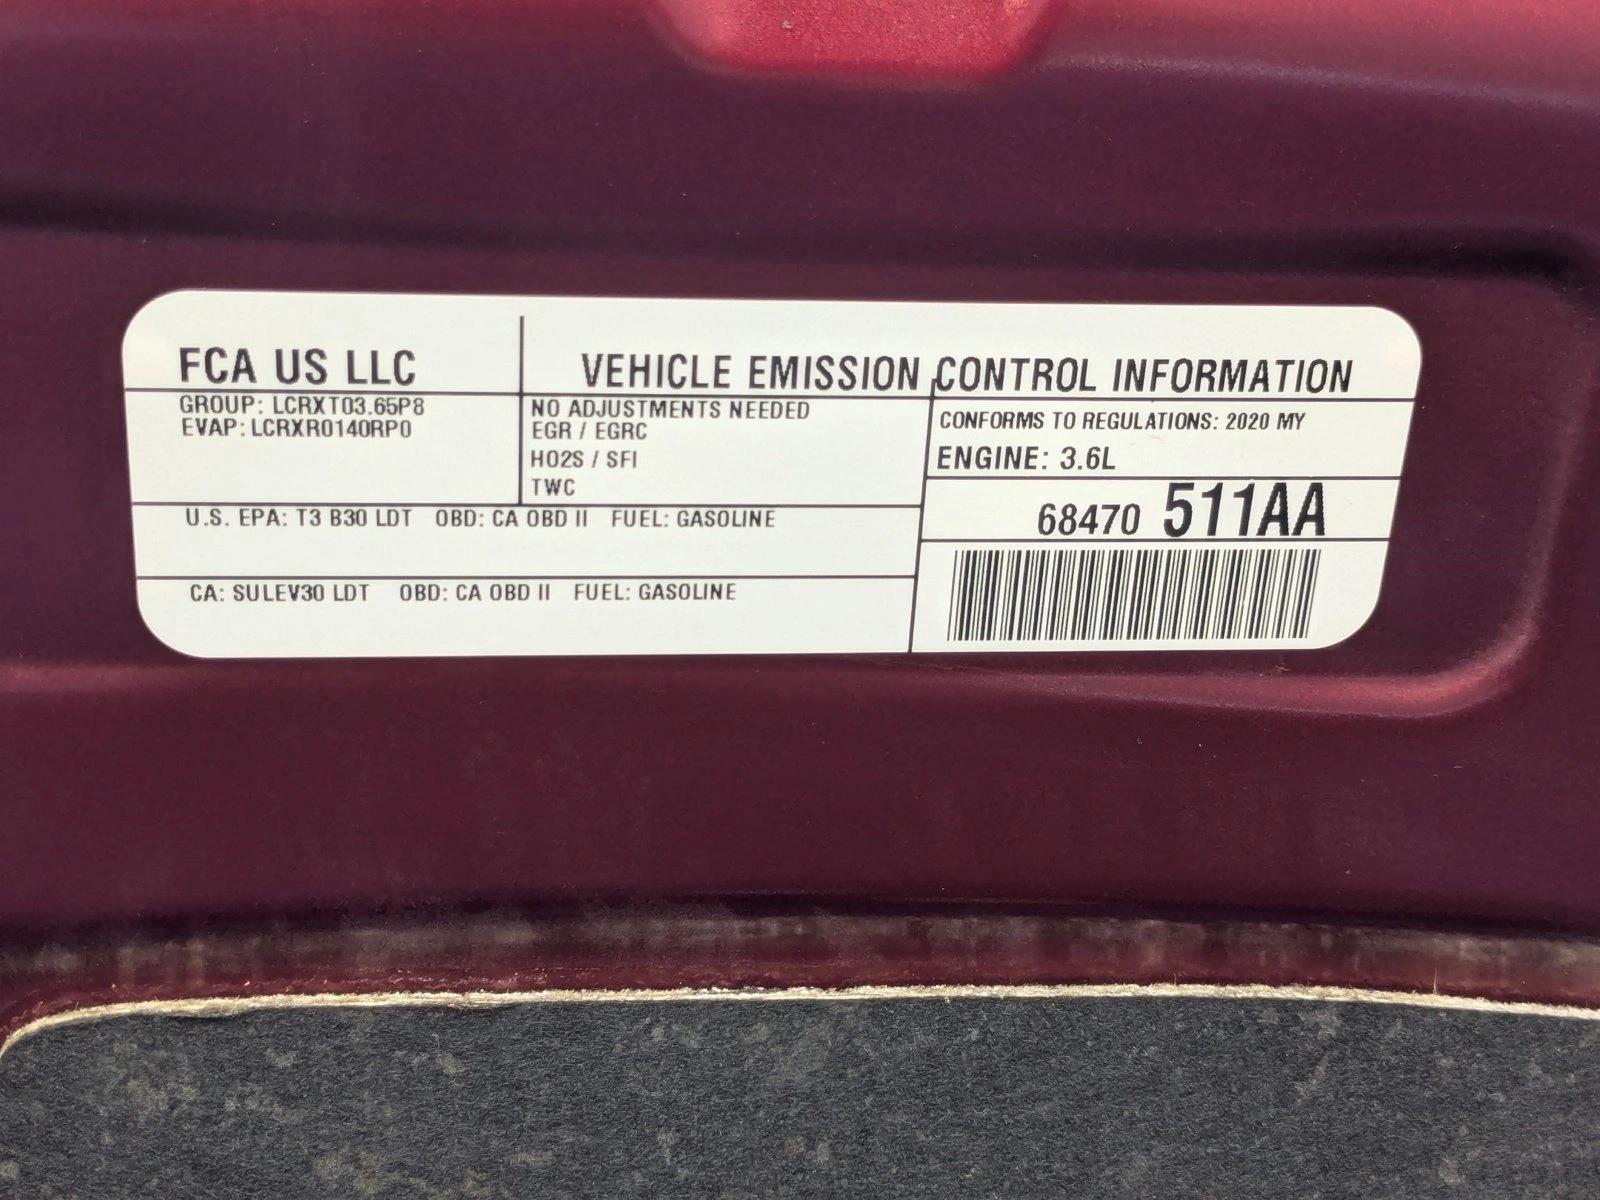 FCA US LLC
VEHICLE EMISSION CONTROL INFORMATION
GROUP: LCRXT03.65P8
EVAP: LCRXR0140RP0
NO ADJUSTMENTS NEEDED
EGR / EGRC
HO2S / SFI
TWC
CONFORMS TO REGULATIONS: 2020 MY
ENGINE: 3.6L
68470 511AA
U.S. EPA: T3 B30 LDT OBD: CA OBD II FUEL: GASOLINE
CA: SULEV30 LDT OBD: CA OBD II FUEL: GASOLINE